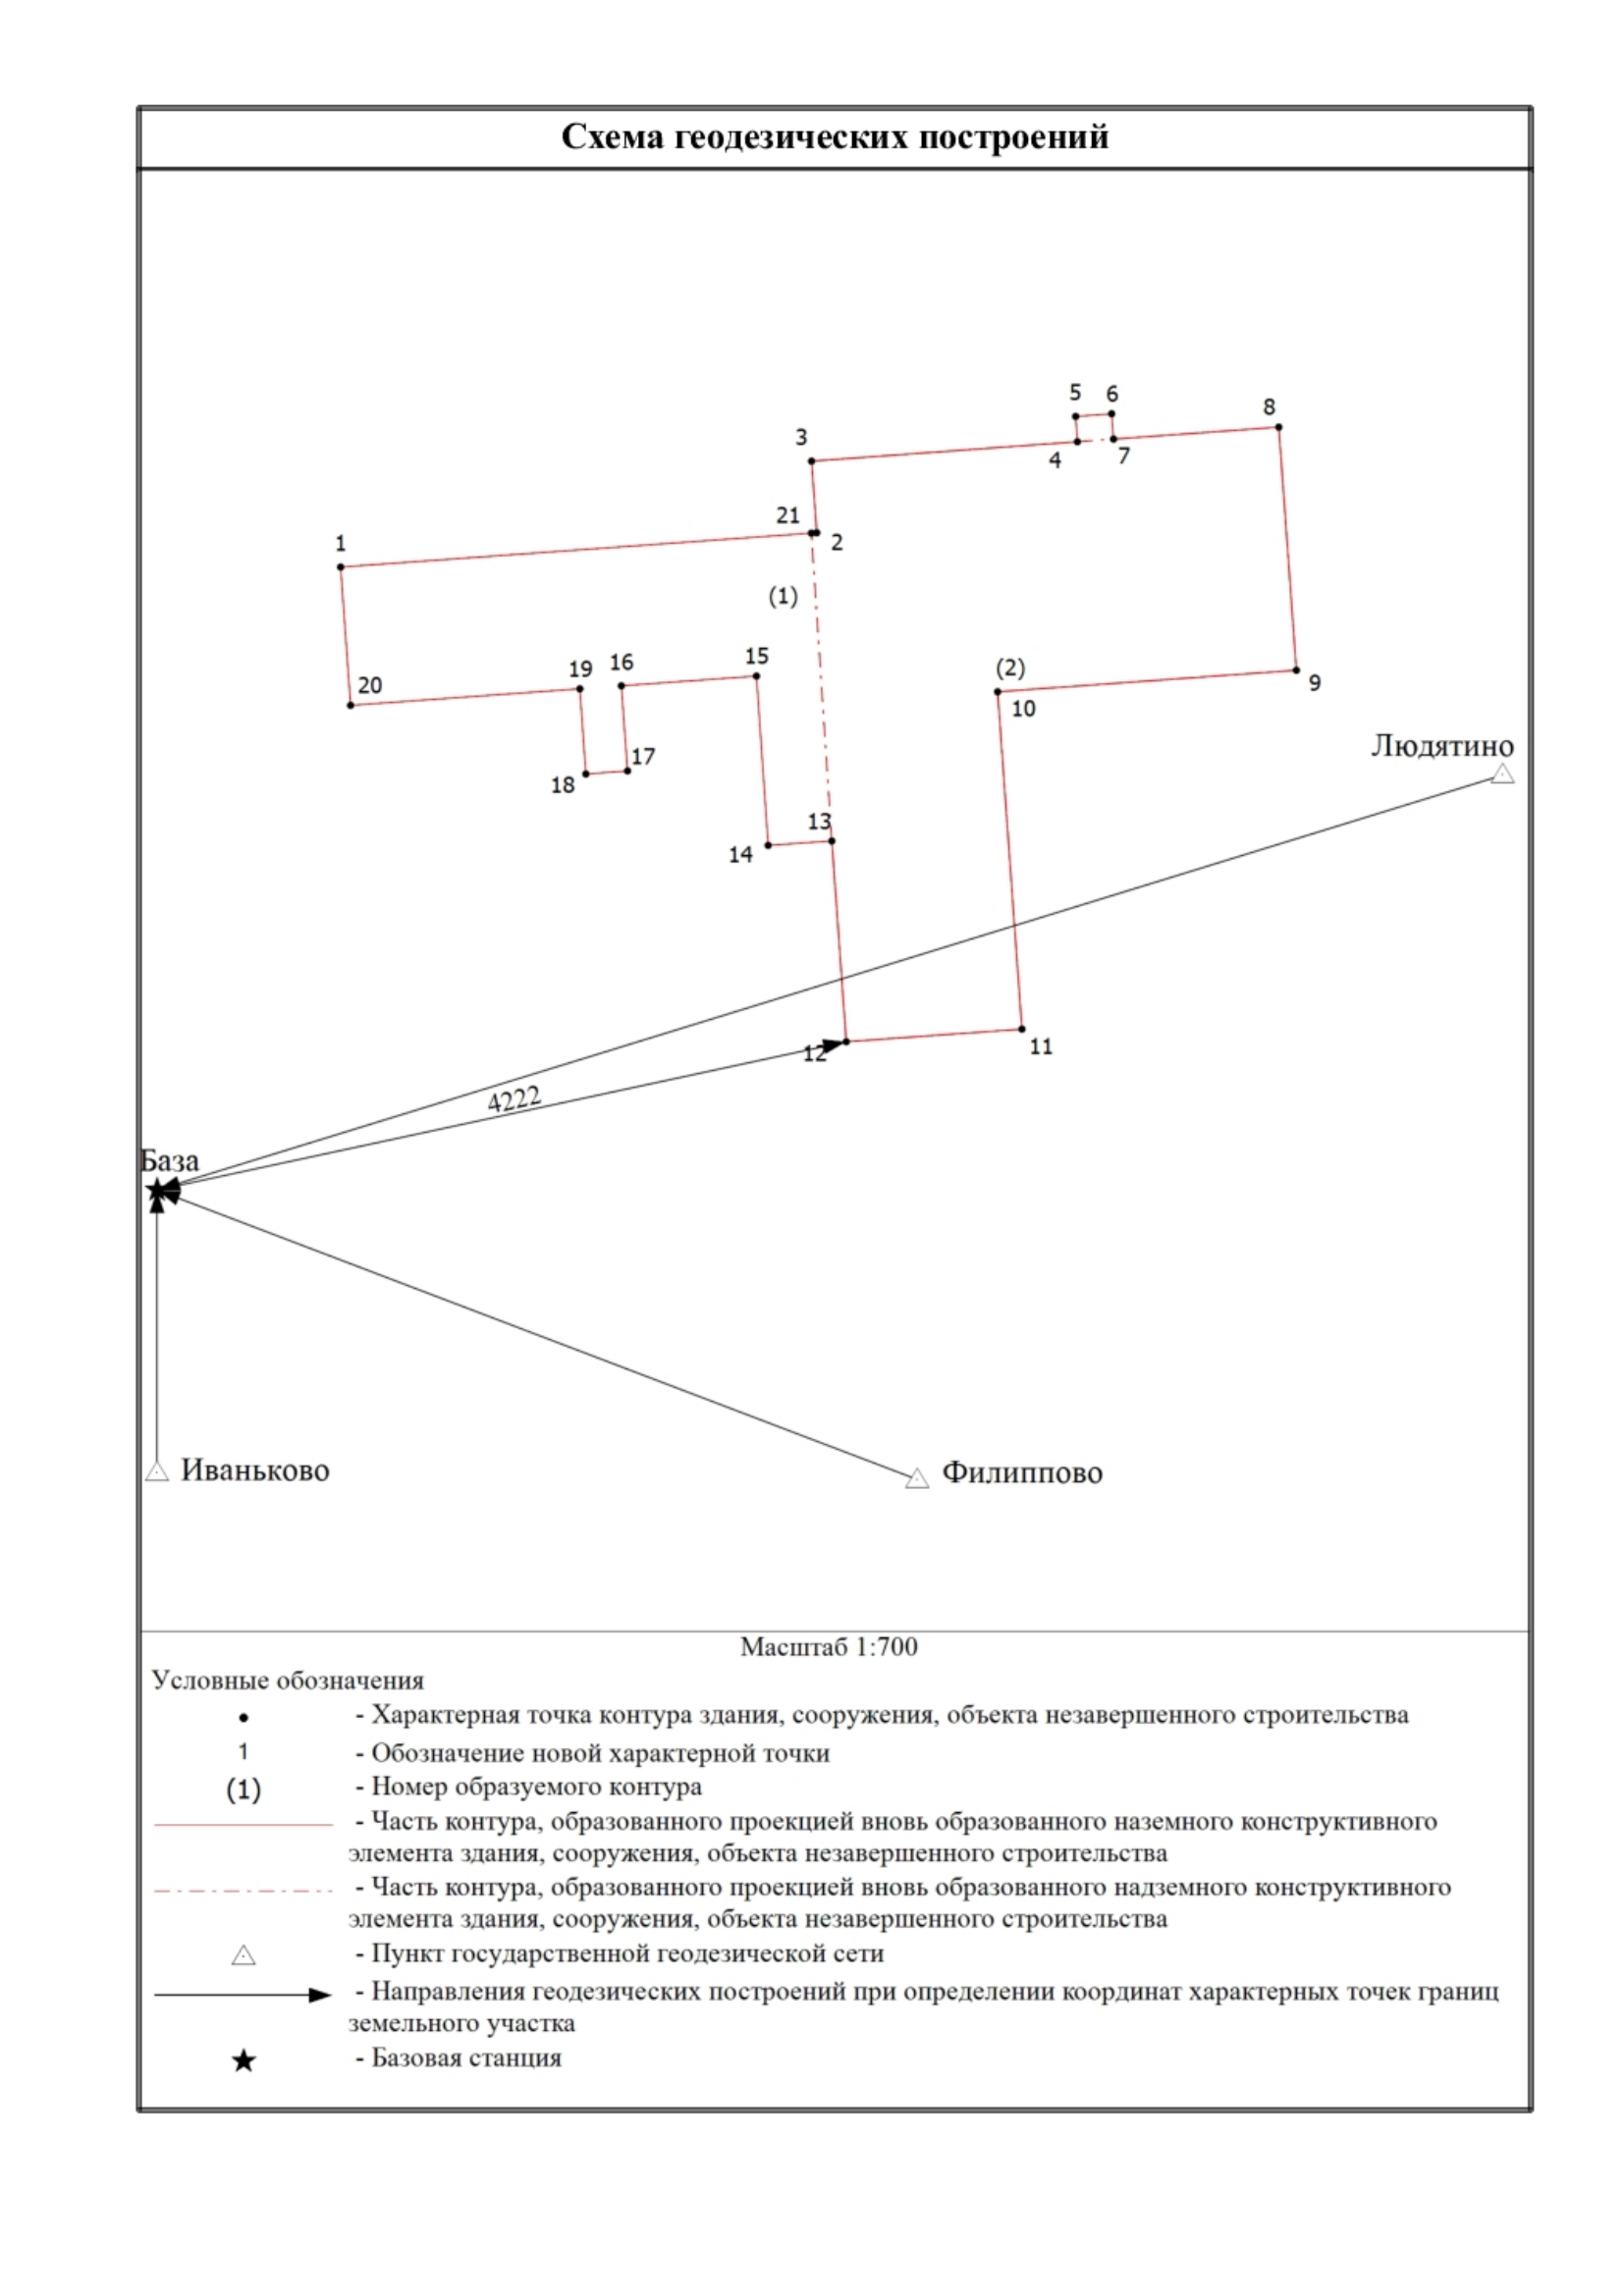 Схема геодезических построений
5 6
8
3
4 7
21
1
2
(1)
15
19 16
(2)
20
9
10
17
Людятино
18
13
14
12
11
4222
База
Иваньково
Филиппово
Масштаб 1:700
Условные обозначения
- Характерная точка контура здания, сооружения, объекта незавершенного строительства
1 - Обозначение новой характерной точки
(1) - Номер образуемого контура
- Часть контура, образованного проекцией вновь образованного наземного конструктивного
элемента здания, сооружения, объекта незавершенного строительства
- Часть контура, образованного проекцией вновь образованного надземного конструктивного
элемента здания, сооружения, объекта незавершенного строительства
- Пункт государственной геодезической сети
- Направления геодезических построений при определении координат характерных точек границ
земельного участка
- Базовая станция